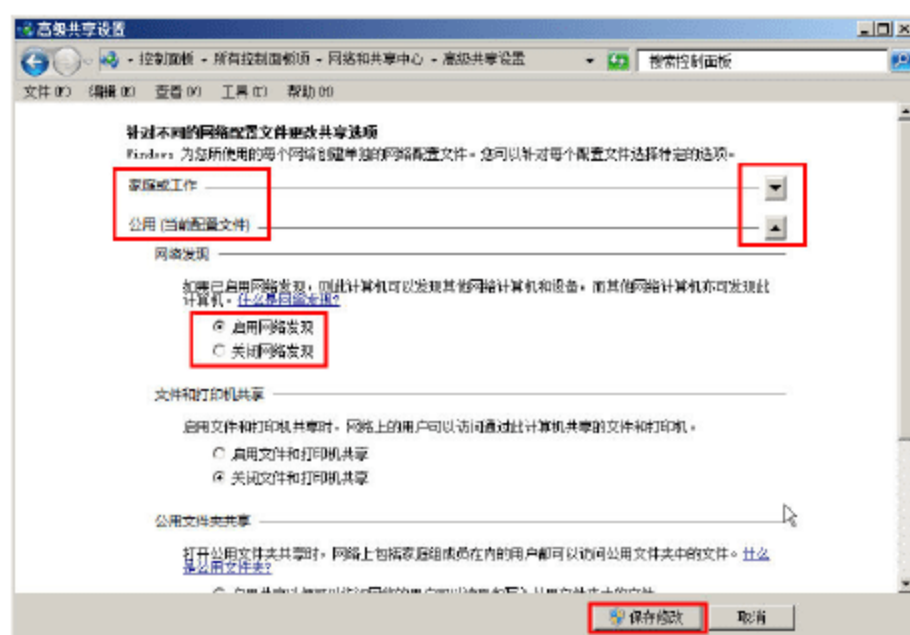 高级共享设置
控制面板 - 所有控制面板项 - 网络和共享中心 - 高级共享设置
搜索控制面板
文件(F) 编辑(E) 查看(V) 工具(T) 帮助(H)
针对不同的网络配置文件更改共享选项
Windows 为您所使用的每个网络创建单独的网络配置文件。您可以针对每个配置文件选择特定的选项。
家庭或工作
公用 (当前配置文件)
网络发现
如果已启用网络发现，则此计算机可以发现其他网络计算机和设备，而其他网络计算机亦可发现此
计算机。什么是网络发现?
启用网络发现
关闭网络发现
文件和打印机共享
启用文件和打印机共享时，网络上的用户可以访问通过此计算机共享的文件和打印机。
启用文件和打印机共享
关闭文件和打印机共享
公用文件夹共享
打开公用文件夹共享时，网络上包括家庭组成员在内的用户都可以访问公用文件夹中的文件。什么
是公用文件夹?
保存修改 取消